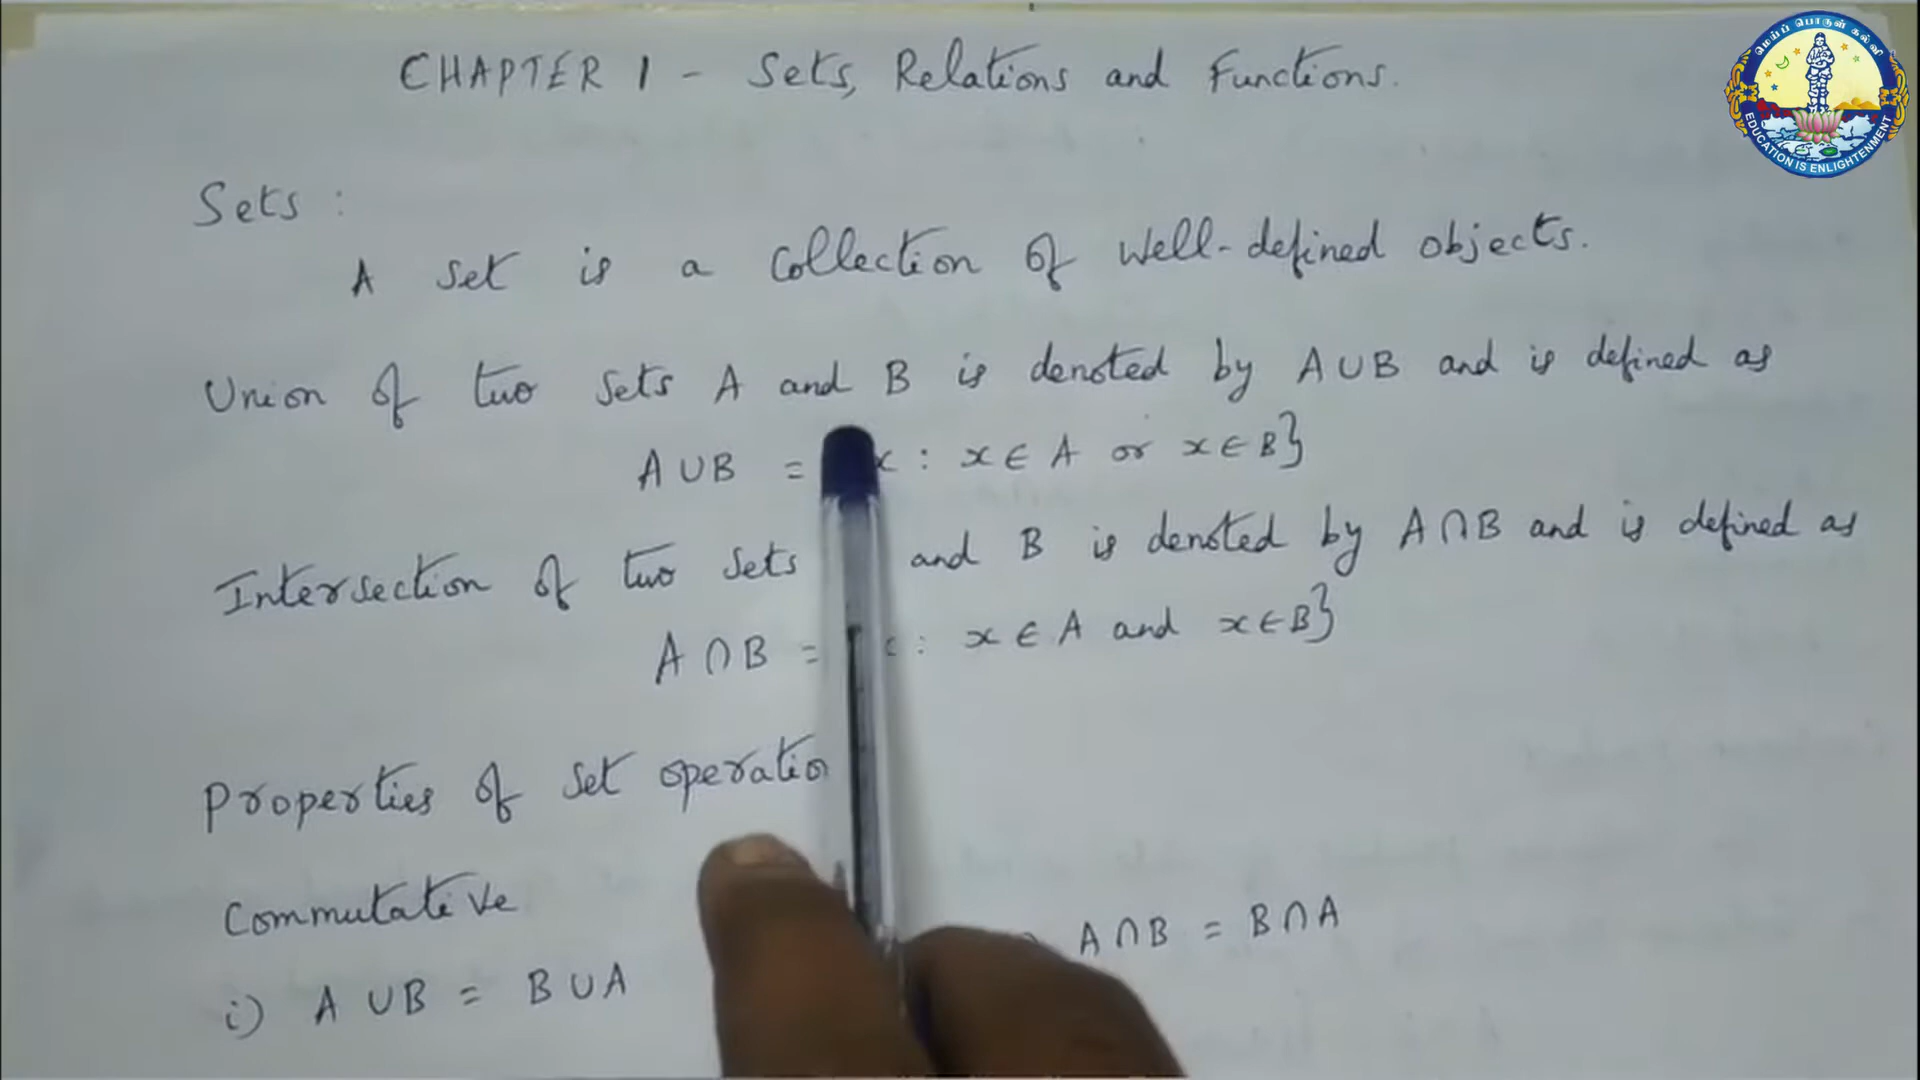 CHAPTER 1 - Sets, Relations and Functions.
மெய்ப் பொருள் கல்வி
EDUCATION IS ENLIGHTENMENT
Sets :
A set is a collection of well-defined objects.
Union of two sets A and B is denoted by A∪B and is defined as
A∪B = x : x∈A or x∈B}
Intersection of two sets and B is denoted by A∩B and is defined as
A∩B = : x∈A and x∈B}
Properties of set operatio
Commutative
i) A∪B = B∪A ) A∩B = B∩A